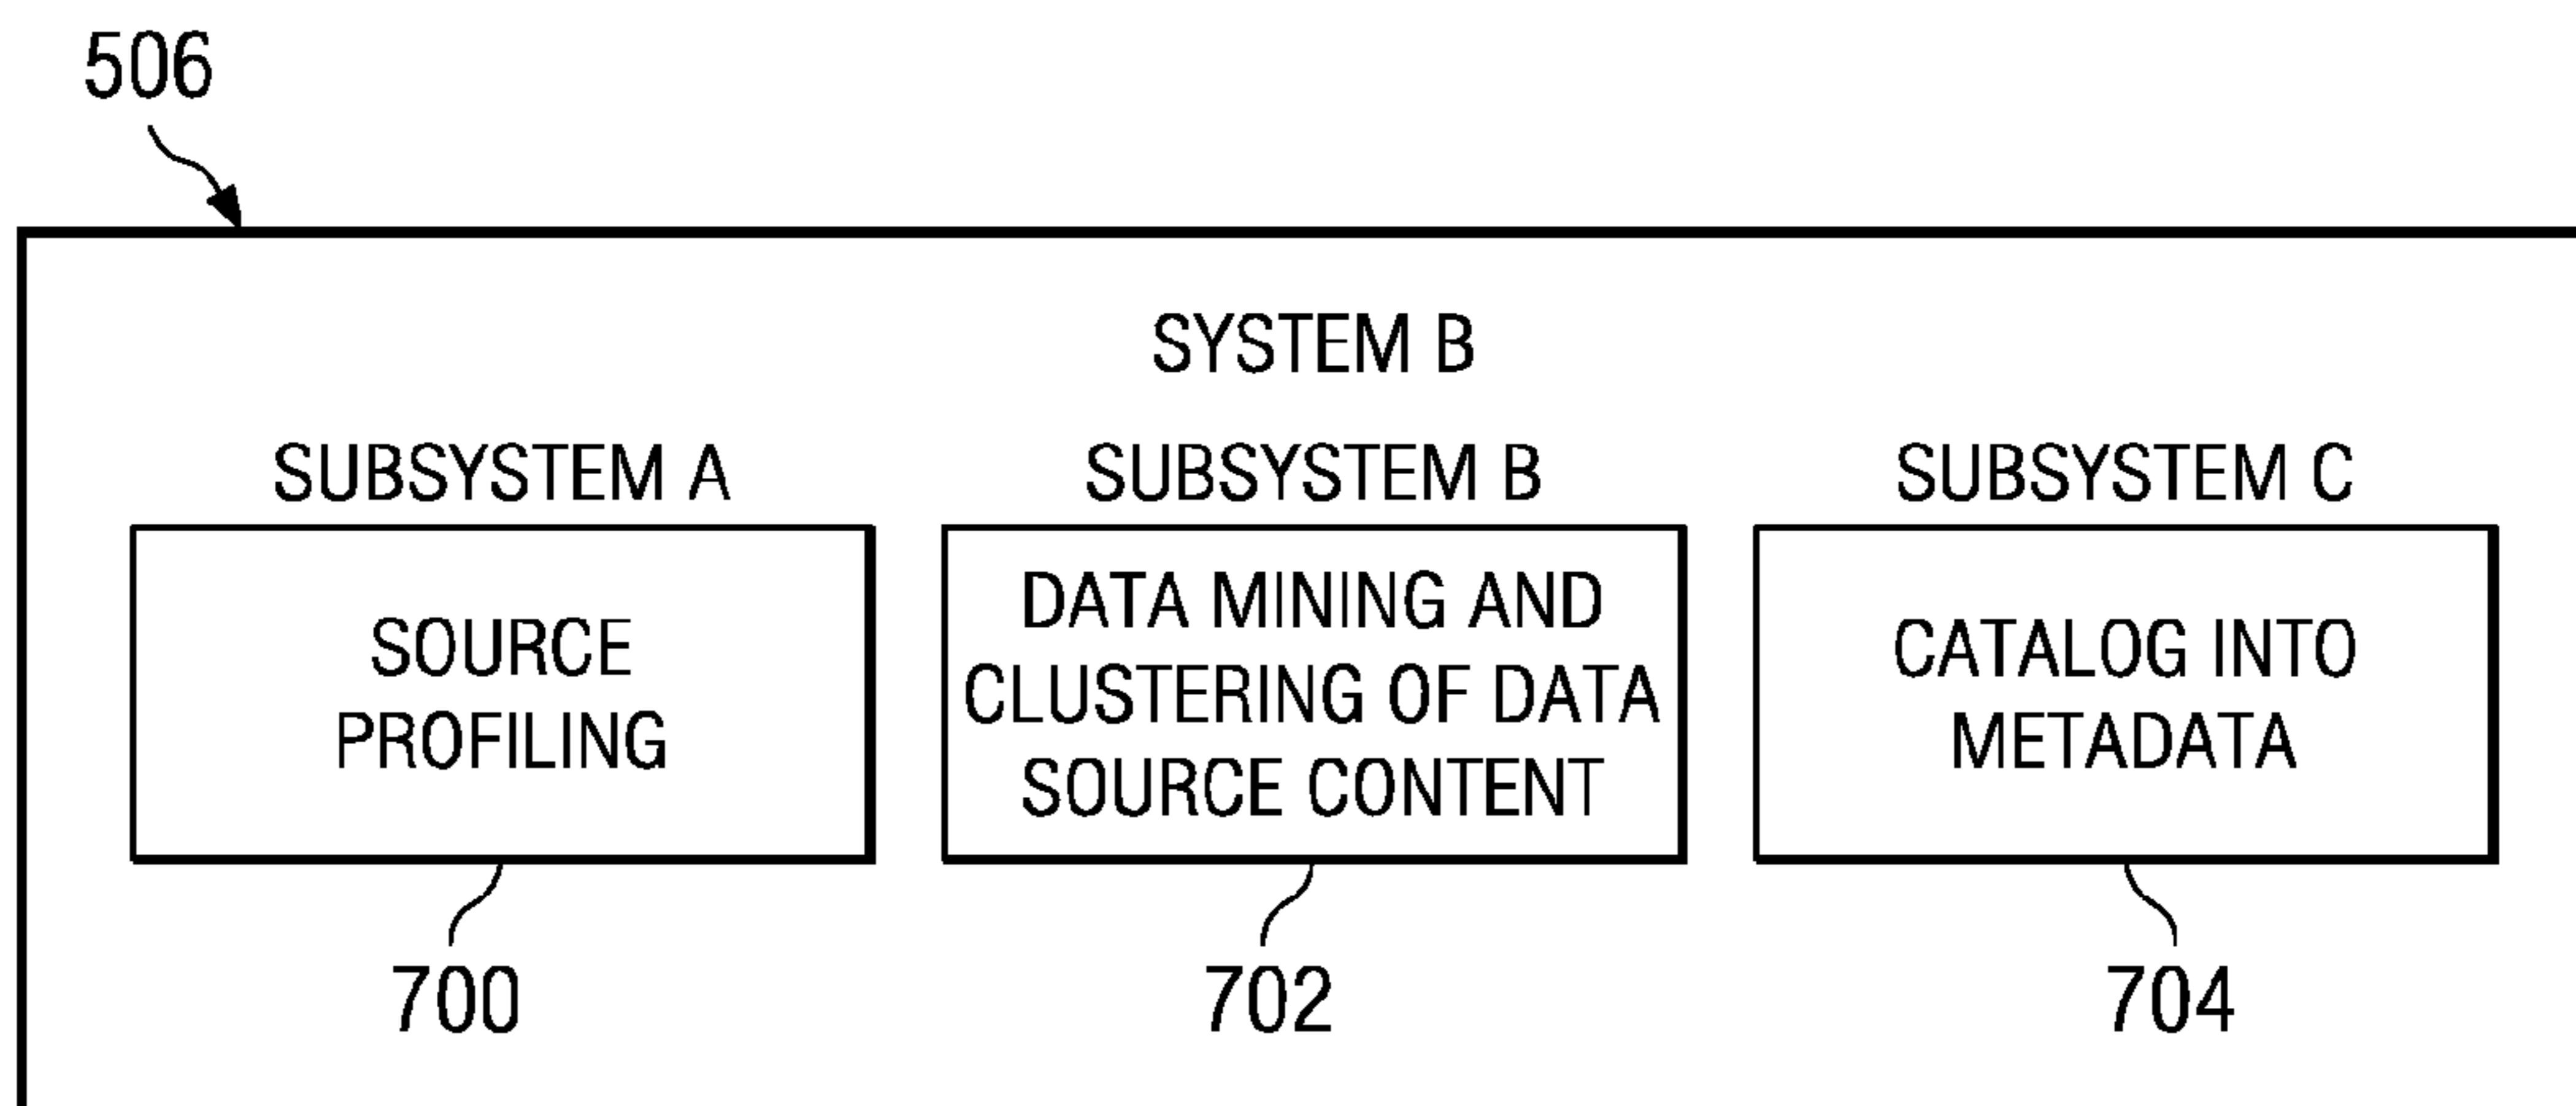 506
SYSTEM B
SUBSYSTEM A
SOURCE
PROFILING
700
SUBSYSTEM B
DATA MINING AND
CLUSTERING OF DATA
SOURCE CONTENT
702
SUBSYSTEM C
CATALOG INTO
METADATA
704